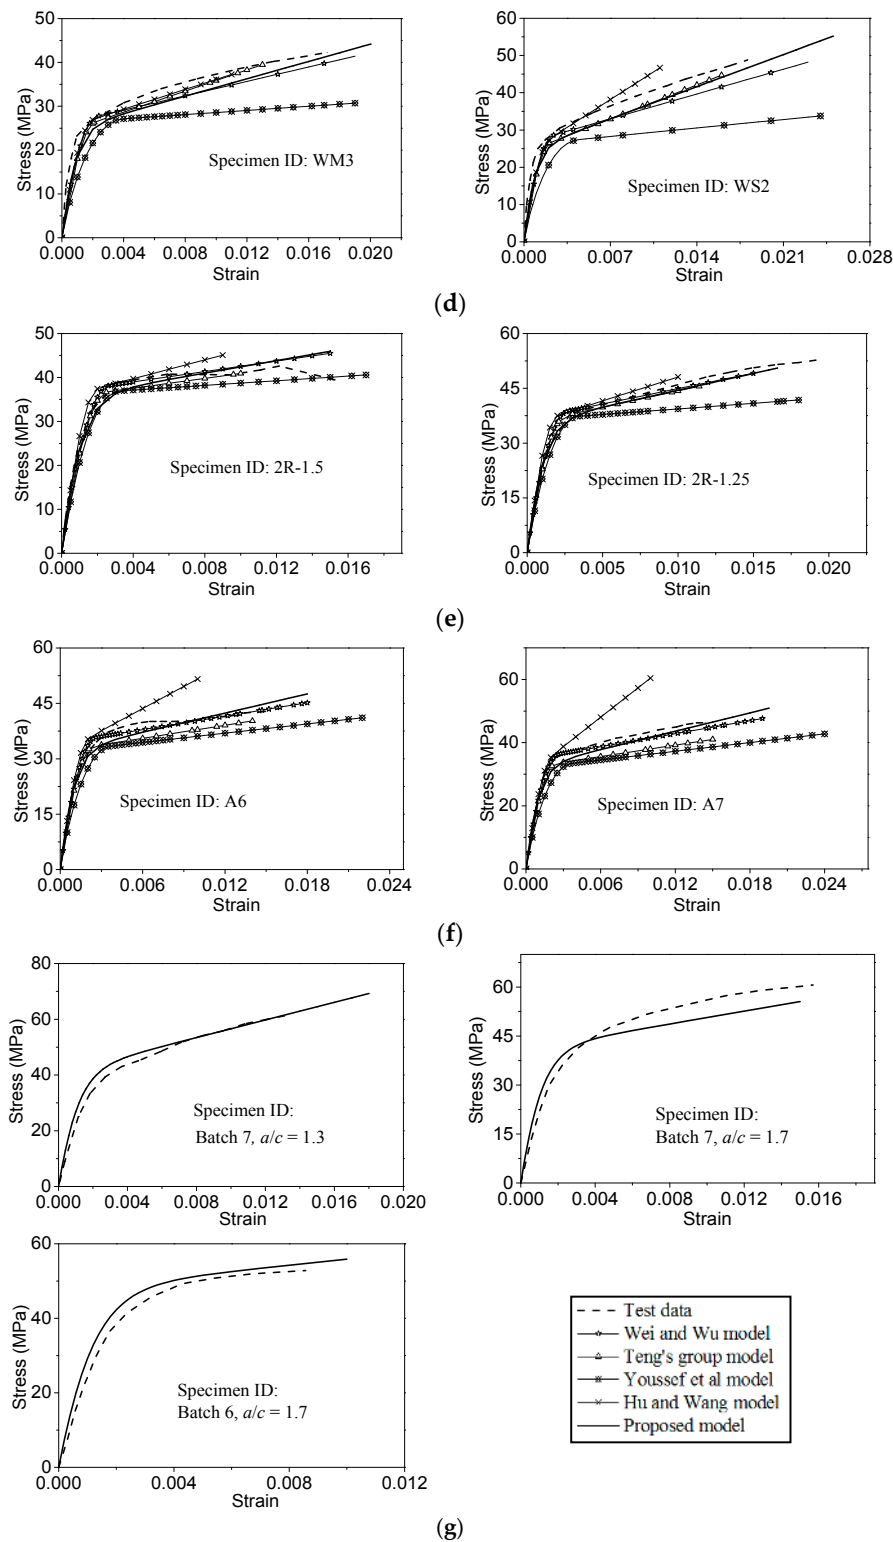 50
40
30
20
10
0
Stress (MPa)
Specimen ID: WM3
0.000 0.004 0.008 0.012 0.016 0.020
Strain
60
50
40
30
20
10
0
Stress (MPa)
Specimen ID: WS2
0.000 0.007 0.014 0.021 0.028
Strain
(d)
50
40
30
20
10
0
Stress (MPa)
Specimen ID: 2R-1.5
0.000 0.004 0.008 0.012 0.016
Strain
60
45
30
15
0
Stress (MPa)
Specimen ID: 2R-1.25
0.000 0.005 0.010 0.015 0.020
Strain
(e)
60
45
30
15
0
Stress (MPa)
Specimen ID: A6
0.000 0.006 0.012 0.018 0.024
Strain
60
40
20
0
Stress (MPa)
Specimen ID: A7
0.000 0.006 0.012 0.018 0.024
Strain
(f)
80
60
40
20
0
Stress (MPa)
Specimen ID:
Batch 7, a/c = 1.3
0.000 0.004 0.008 0.012 0.016 0.020
Strain
60
45
30
15
0
Stress (MPa)
Specimen ID:
Batch 7, a/c = 1.7
0.000 0.004 0.008 0.012 0.016
Strain
60
40
20
0
Stress (MPa)
Specimen ID:
Batch 6, a/c = 1.7
0.000 0.004 0.008 0.012
Strain
Test data
Wei and Wu model
Teng's group model
Youssef et al model
Hu and Wang model
Proposed model
(g)